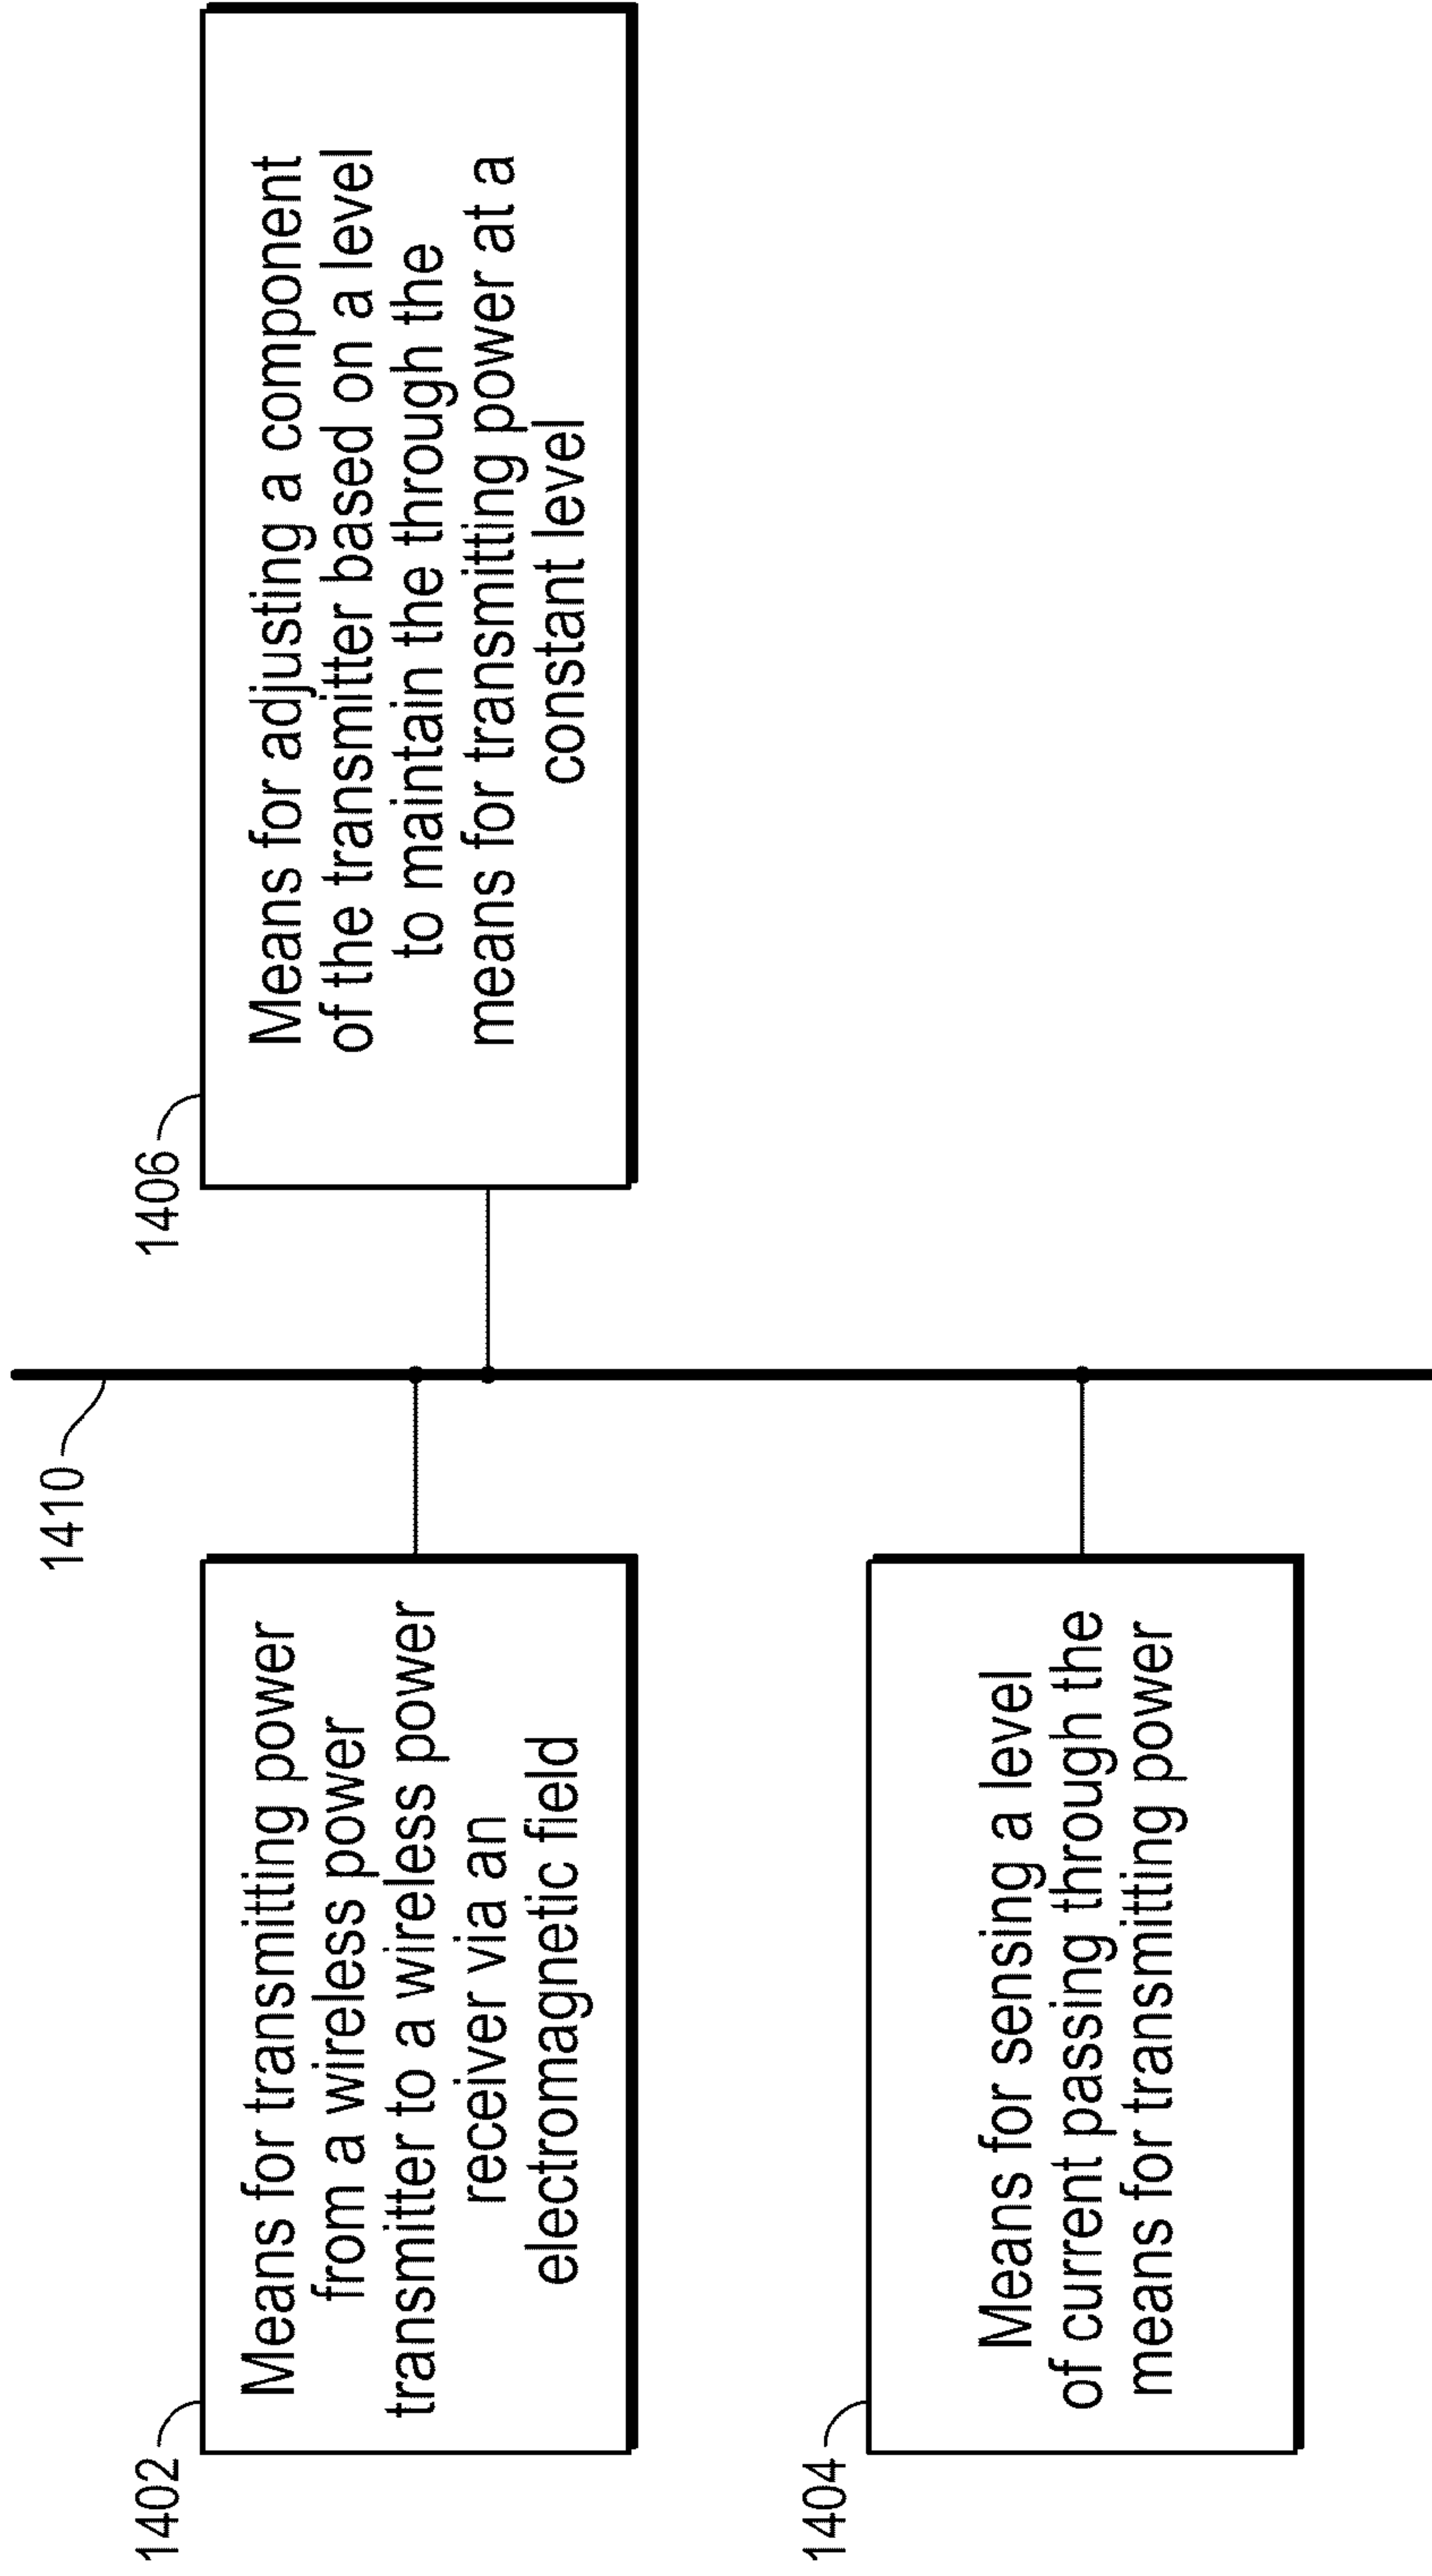 1402
Means for transmitting power
from a wireless power
transmitter to a wireless power
receiver via an
electromagnetic field
1404
Means for sensing a level
of current passing through the
means for transmitting power
1410
1406
Means for adjusting a component
of the transmitter based on a level
to maintain the through the
means for transmitting power at a
constant level